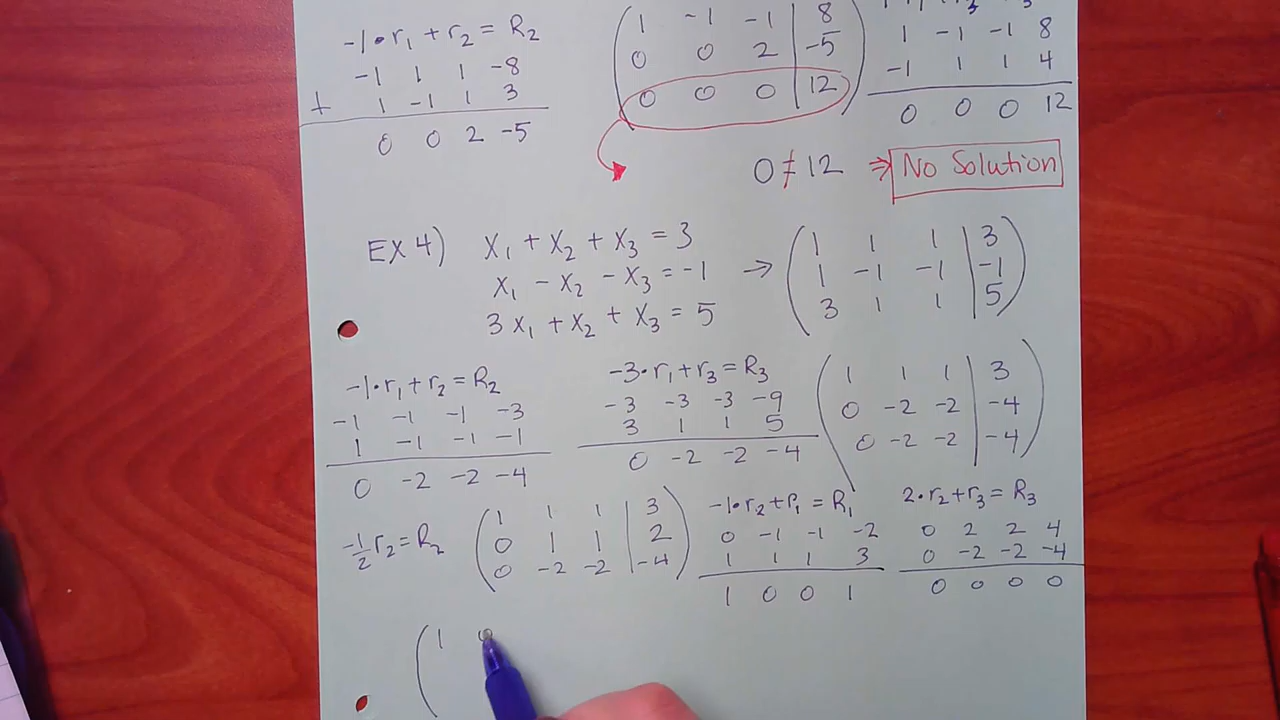 -1•r₁ + r₂ = R₂
-1 1 1 -8
+ 1 -1 1 3
0 0 2 -5
( 1 -1 -1 | 8
0 0 2 | -5
0 0 0 | 12 )
1 -1 -1 8
-1 1 1 4
0 0 0 12
0 ≠ 12 ⇒ No Solution
EX 4) x₁ + x₂ + x₃ = 3
x₁ - x₂ - x₃ = -1
3x₁ + x₂ + x₃ = 5
→ ( 1 1 1 | 3
1 -1 -1 | -1
3 1 1 | 5 )
-1•r₁ + r₂ = R₂
-1 -1 -1 -3
1 -1 -1 -1
0 -2 -2 -4
-3•r₁ + r₃ = R₃
-3 -3 -3 -9
3 1 1 5
0 -2 -2 -4
( 1 1 1 | 3
0 -2 -2 | -4
0 -2 -2 | -4 )
-1/2 r₂ = R₂
( 1 1 1 | 3
0 1 1 | 2
0 -2 -2 | -4 )
-1•r₂ + r₁ = R₁
0 -1 -1 -2
1 1 1 3
1 0 0 1
2•r₂ + r₃ = R₃
0 2 2 4
0 -2 -2 -4
0 0 0 0
( 1 0